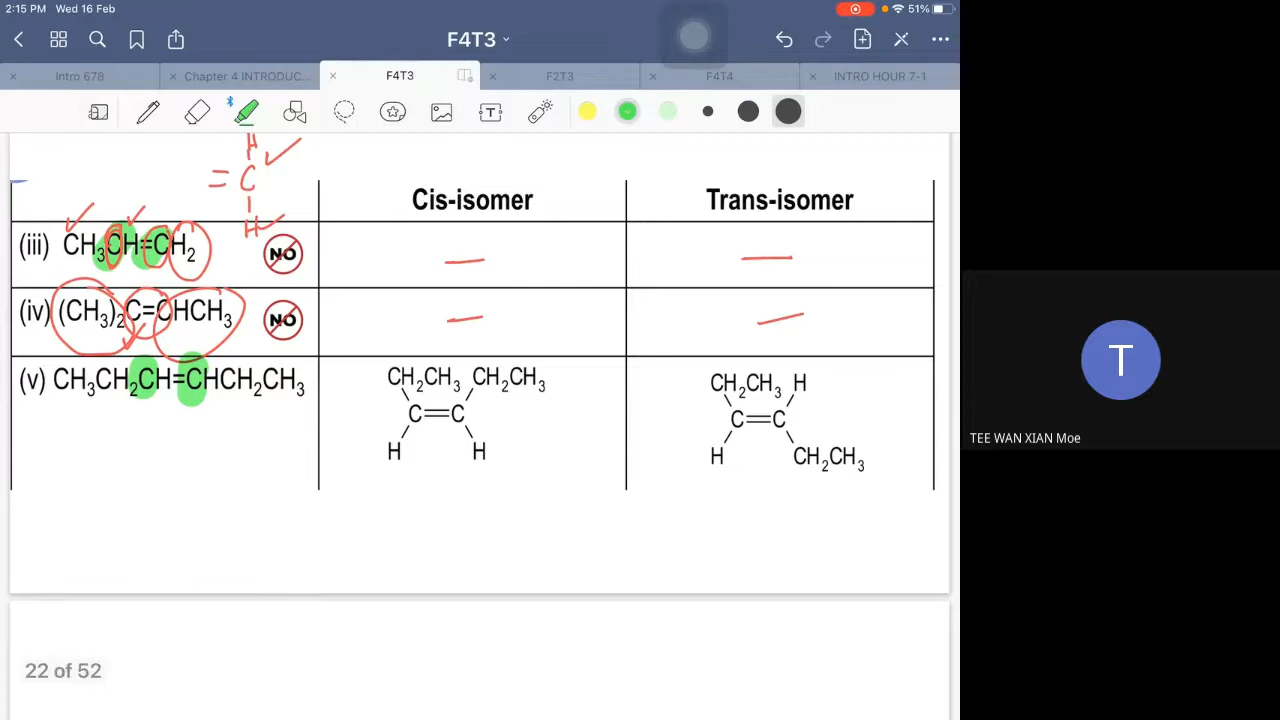 2:15 PM Wed 16 Feb
51%
F4T3
Intro 678
Chapter 4 INTRODUC...
F4T3
F2T3
F4T4
INTRO HOUR 7-1
H
= C
H
Cis-isomer
Trans-isomer
(iii) CH₃CH=CH₂
NO
(iv) (CH₃)₂C=CHCH₃
NO
(v) CH₃CH₂CH=CHCH₂CH₃
CH₂CH₃ CH₂CH₃
C=C
H H
CH₂CH₃ H
C=C
H CH₂CH₃
22 of 52
T
TEE WAN XIAN Moe